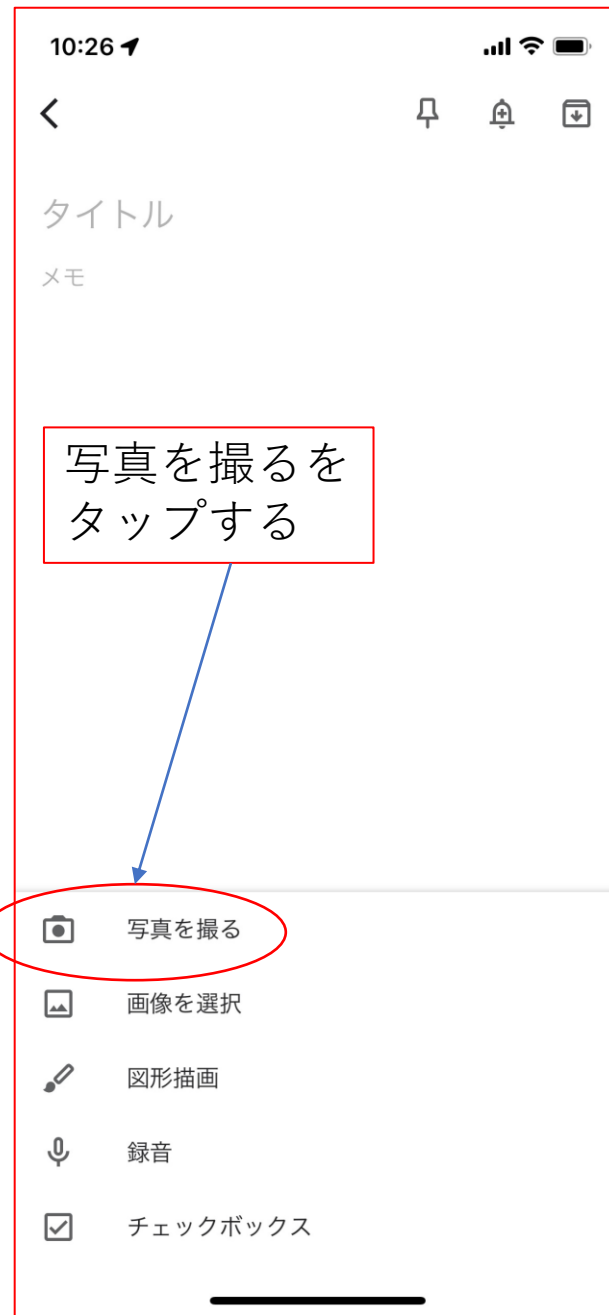 10:26
タイトル
メモ
写真を撮るを
タップする
写真を撮る
画像を選択
図形描画
録音
チェックボックス